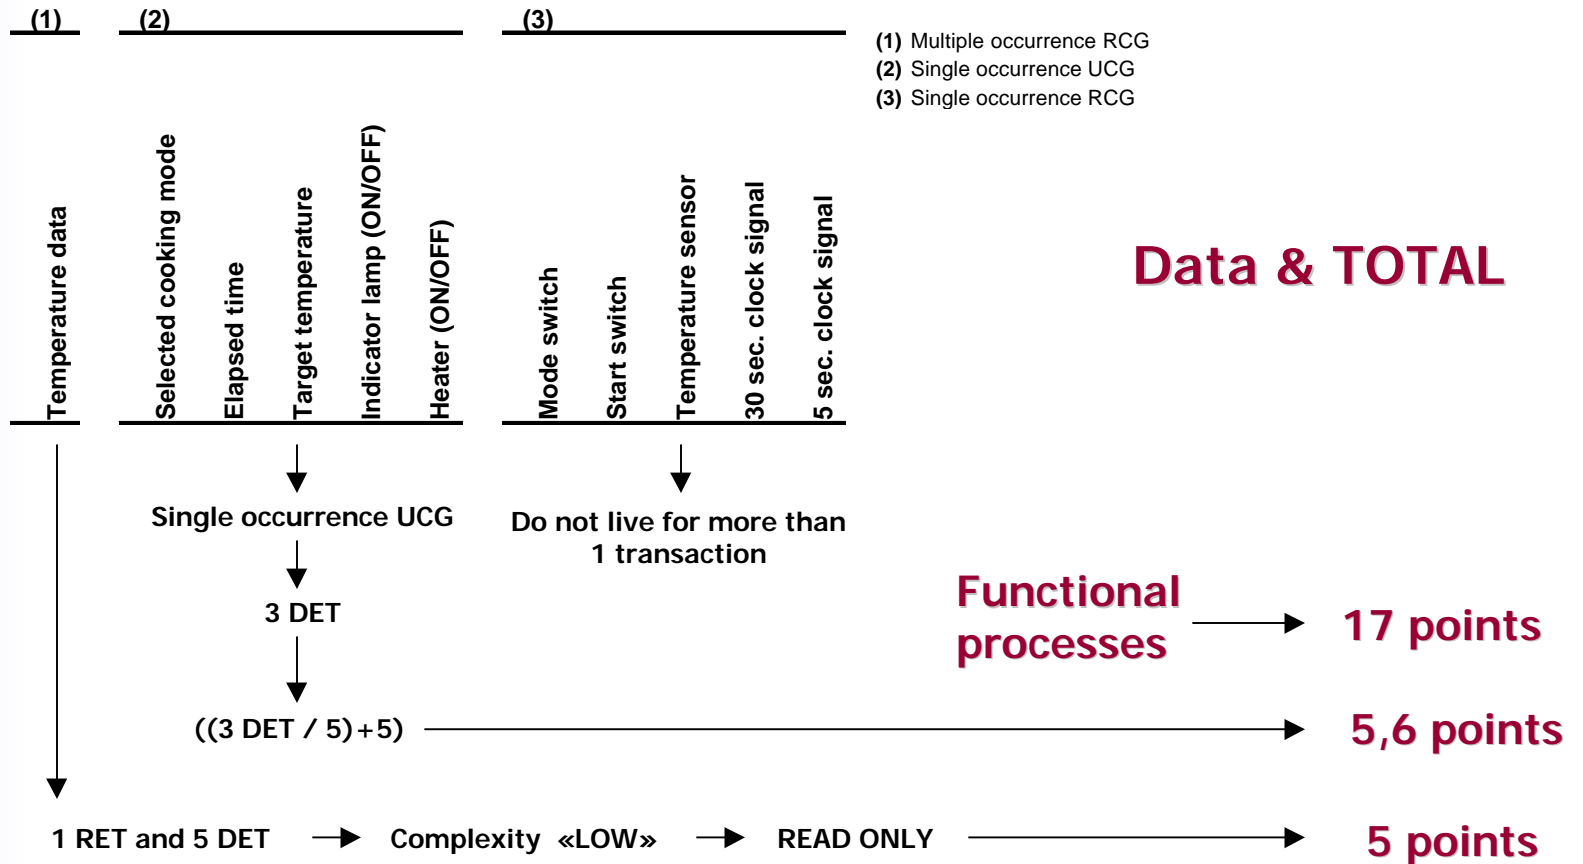 (1)
(2)
(3)
(1) Multiple occurrence RCG
(2) Single occurrence UCG
(3) Single occurrence RCG
Temperature data
Selected cooking mode
Elapsed time
Target temperature
Indicator lamp (ON/OFF)
Heater (ON/OFF)
Mode switch
Start switch
Temperature sensor
30 sec. clock signal
5 sec. clock signal
Data & TOTAL
Single occurrence UCG
Do not live for more than
1 transaction
3 DET
Functional
processes
17 points
((3 DET / 5)+5)
5,6 points
1 RET and 5 DET
Complexity «LOW»
READ ONLY
5 points